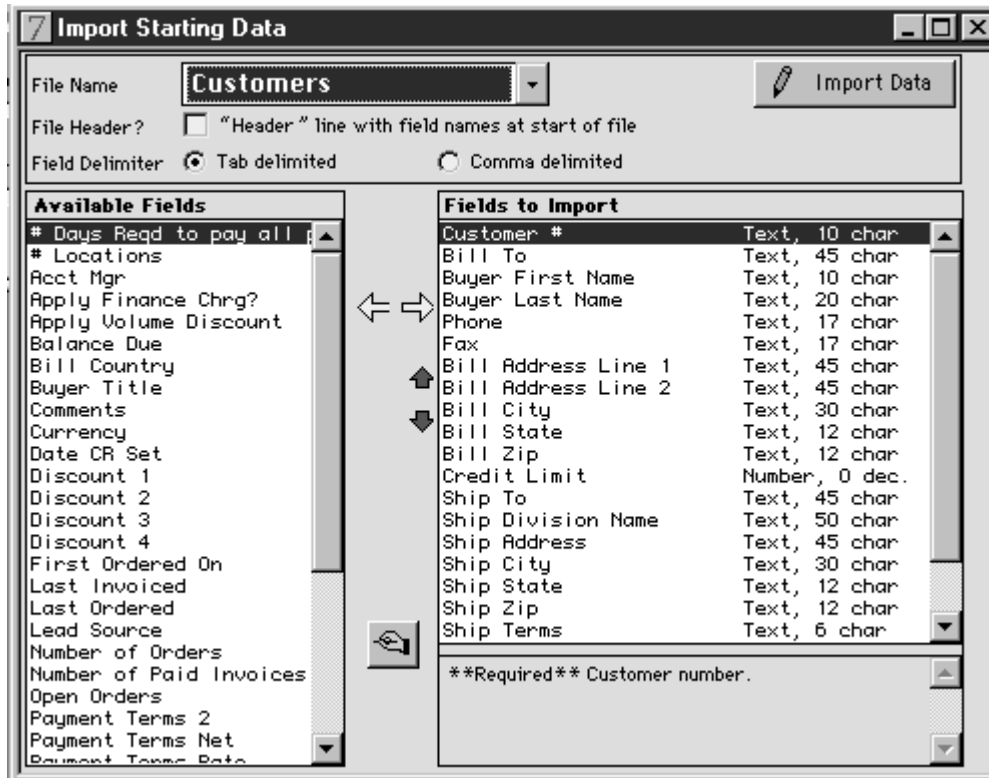 7 Import Starting Data
File Name Customers Import Data
File Header? "Header" line with field names at start of file
Field Delimiter Tab delimited Comma delimited
Available Fields
# Days Reqd to pay all
# Locations
Acct Mgr
Apply Finance Chrg?
Apply Volume Discount
Balance Due
Bill Country
Buyer Title
Comments
Currency
Date CR Set
Discount 1
Discount 2
Discount 3
Discount 4
First Ordered On
Last Invoiced
Last Ordered
Lead Source
Number of Orders
Number of Paid Invoices
Open Orders
Payment Terms 2
Payment Terms Net
Payment Terms Rate
Fields to Import
Customer # Text, 10 char
Bill To Text, 45 char
Buyer First Name Text, 10 char
Buyer Last Name Text, 20 char
Phone Text, 17 char
Fax Text, 17 char
Bill Address Line 1 Text, 45 char
Bill Address Line 2 Text, 45 char
Bill City Text, 30 char
Bill State Text, 12 char
Bill Zip Text, 12 char
Credit Limit Number, 0 dec.
Ship To Text, 45 char
Ship Division Name Text, 50 char
Ship Address Text, 45 char
Ship City Text, 30 char
Ship State Text, 12 char
Ship Zip Text, 12 char
Ship Terms Text, 6 char
**Required** Customer number.